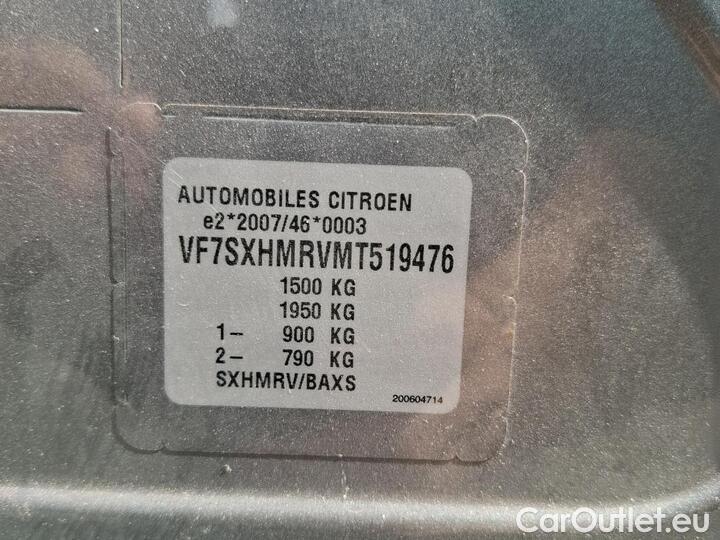 AUTOMOBILES CITROEN
e2*2007/46*0003
VF7SXHMRVMT519476
1500 KG
1950 KG
1– 900 KG
2– 790 KG
SXHMRV/BAXS
200604714
CarOutlet.eu